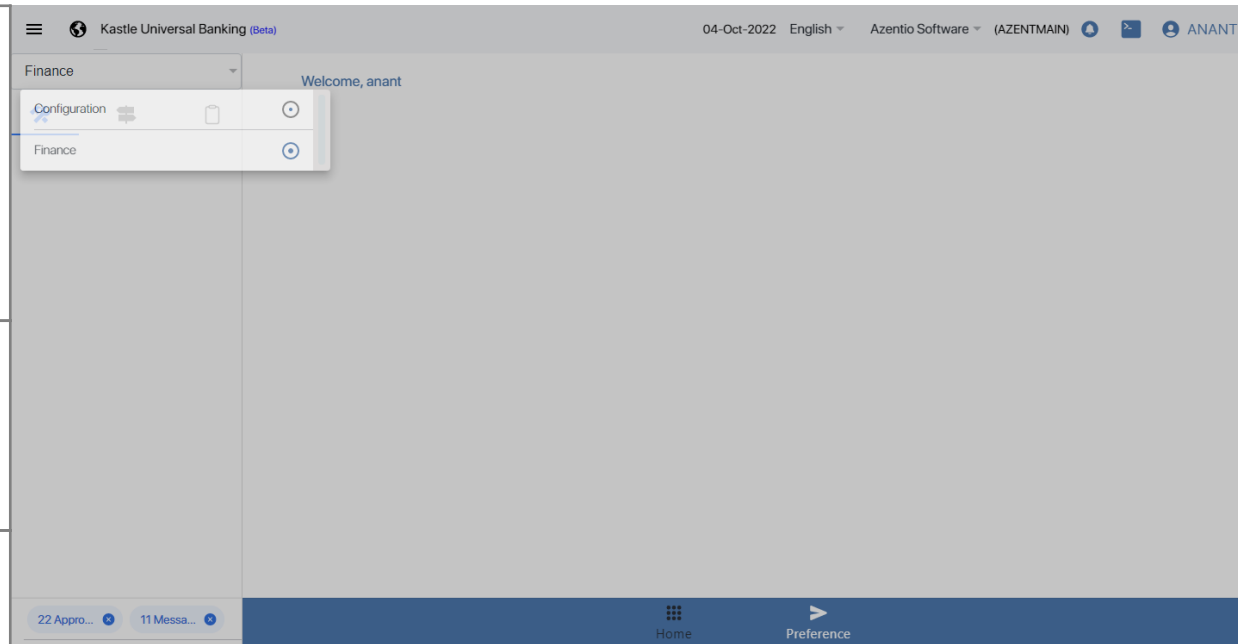 Kastle Universal Banking (Beta)
04-Oct-2022 English Azentio Software (AZENTMAIN) ANANT
Finance
Welcome, anant
Configuration
Finance
22 Appro... 11 Messa...
Home Preference